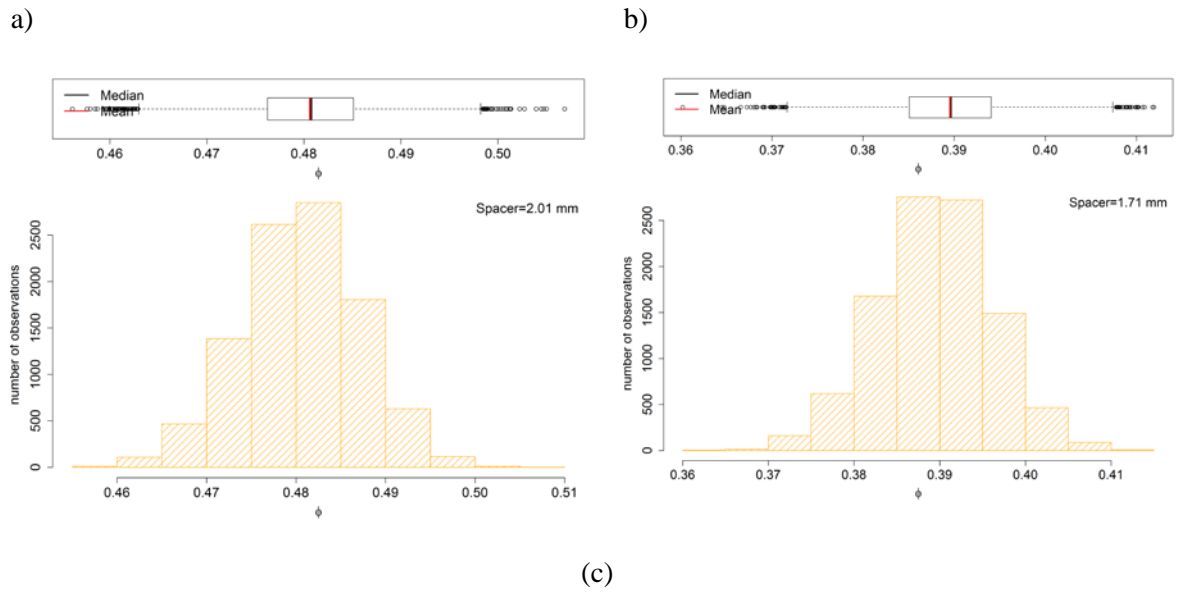 a)
b)
Median
Mean
0.46 0.47 0.48 0.49 0.50
ϕ
Median
Mean
0.36 0.37 0.38 0.39 0.40 0.41
ϕ
Spacer=2.01 mm
number of observations
0 500 1000 1500 2000 2500
0.46 0.47 0.48 0.49 0.50 0.51
ϕ
Spacer=1.71 mm
number of observations
0 500 1000 1500 2000 2500
0.36 0.37 0.38 0.39 0.40 0.41
ϕ
(c)